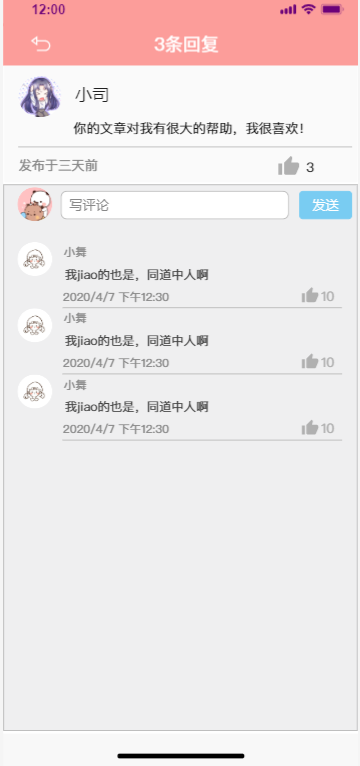 12:00
3条回复
小司
你的文章对我有很大的帮助，我很喜欢！
发布于三天前 3
写评论 发送
小舞
我jiao的也是，同道中人啊
2020/4/7 下午12:30 10
小舞
我jiao的也是，同道中人啊
2020/4/7 下午12:30 10
小舞
我jiao的也是，同道中人啊
2020/4/7 下午12:30 10